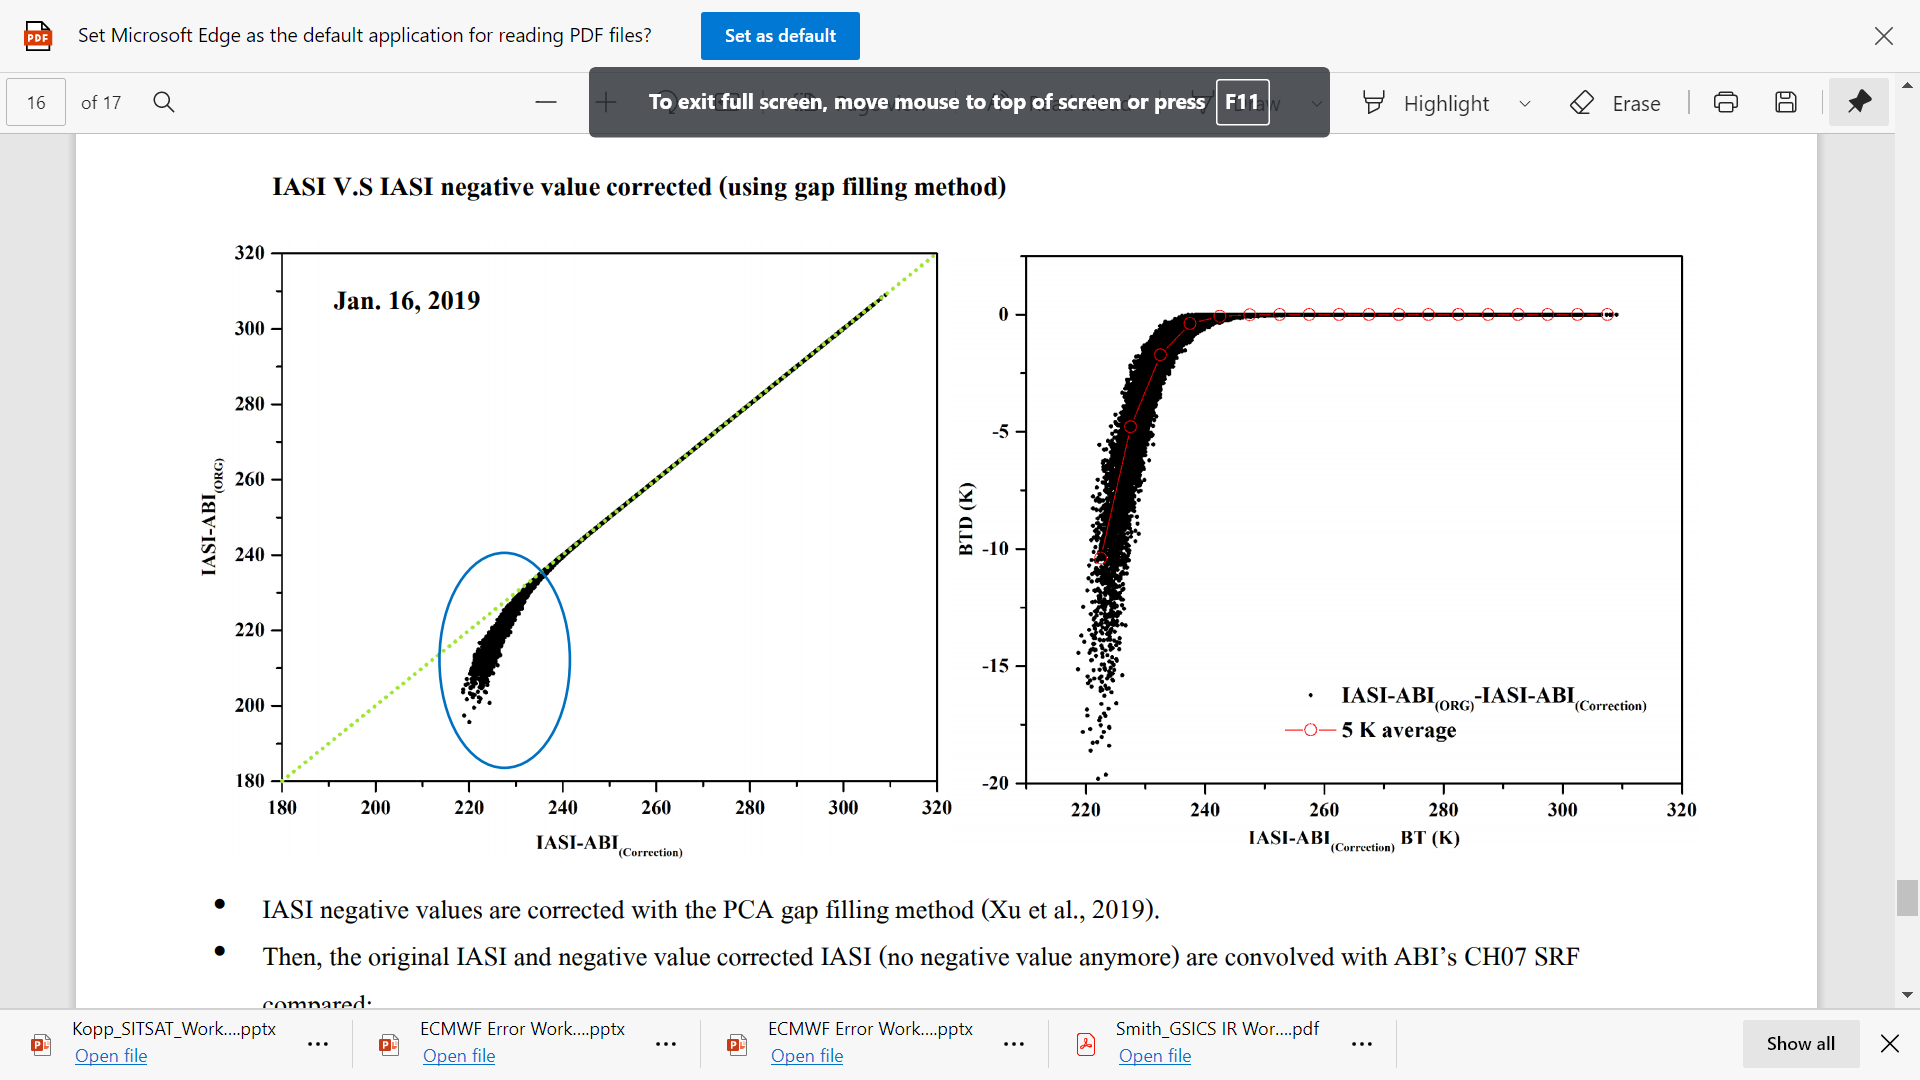 Set Microsoft Edge as the default application for reading PDF files?
Set as default
16 of 17
To exit full screen, move mouse to top of screen or press F11
Highlight
Erase
IASI V.S IASI negative value corrected (using gap filling method)
Jan. 16, 2019
320
300
280
260
240
220
200
180
IASI-ABI(ORG)
180 200 220 240 260 280 300 320
IASI-ABI(Correction)
0
-5
-10
-15
-20
BTD (K)
IASI-ABI(ORG)-IASI-ABI(Correction)
5 K average
220 240 260 280 300 320
IASI-ABI(Correction) BT (K)
• IASI negative values are corrected with the PCA gap filling method (Xu et al., 2019).
• Then, the original IASI and negative value corrected IASI (no negative value anymore) are convolved with ABI’s CH07 SRF
compared:
Kopp_SITSAT_Work....pptx
Open file
ECMWF Error Work....pptx
Open file
ECMWF Error Work....pptx
Open file
Smith_GSICS IR Wor....pdf
Open file
Show all